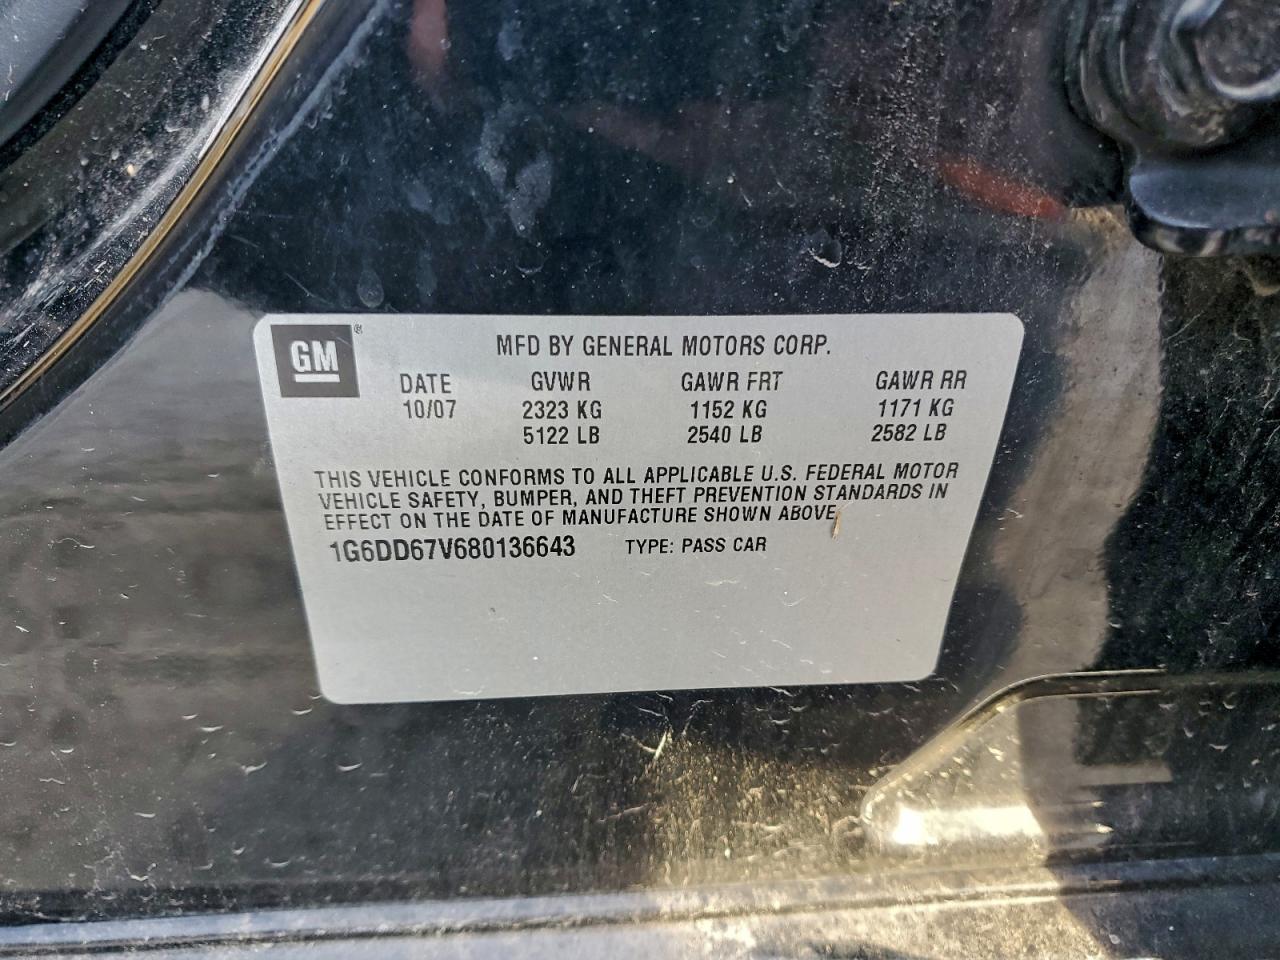 GM®
MFD BY GENERAL MOTORS CORP.
DATE GVWR GAWR FRT GAWR RR
10/07 2323 KG 1152 KG 1171 KG
5122 LB 2540 LB 2582 LB
THIS VEHICLE CONFORMS TO ALL APPLICABLE U.S. FEDERAL MOTOR
VEHICLE SAFETY, BUMPER, AND THEFT PREVENTION STANDARDS IN
EFFECT ON THE DATE OF MANUFACTURE SHOWN ABOVE.
1G6DD67V680136643 TYPE: PASS CAR